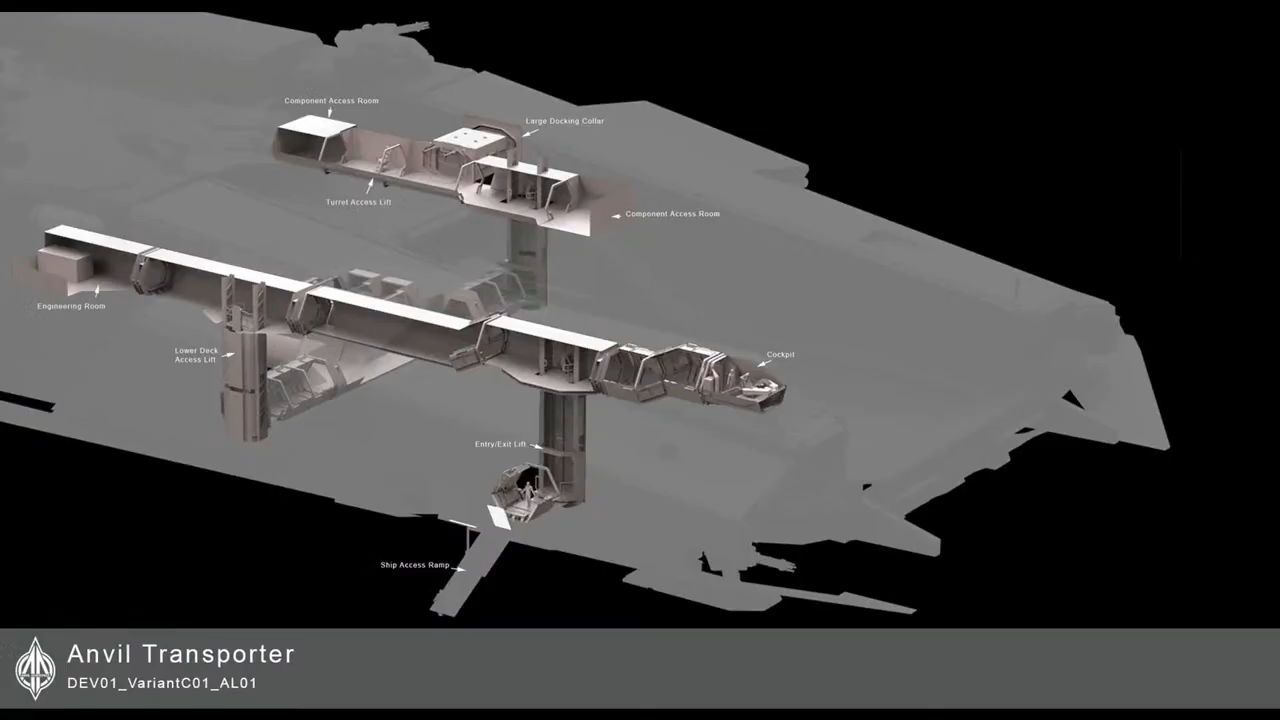 Component Access Room
Large Docking Collar
Turret Access Lift
Component Access Room
Engineering Room
Lower Deck
Access Lift
Cockpit
Entry/Exit Lift
Ship Access Ramp
Anvil Transporter
DEV01_VariantC01_AL01